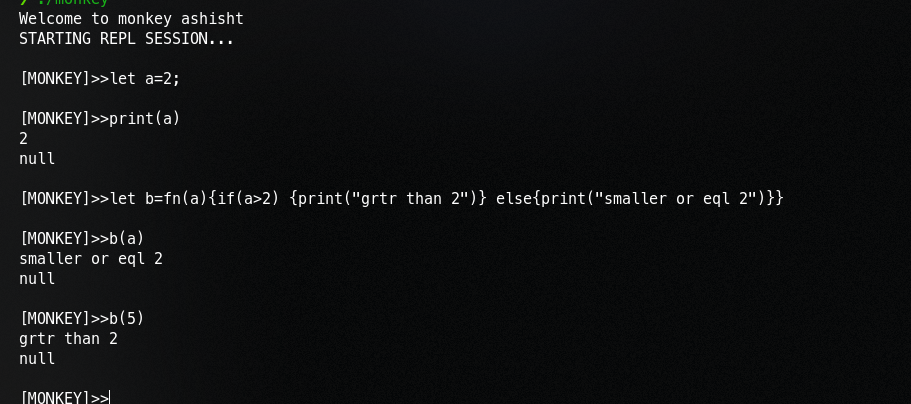 ❯ ./monkey
Welcome to monkey ashisht
STARTING REPL SESSION...
[MONKEY]>>let a=2;
[MONKEY]>>print(a)
2
null
[MONKEY]>>let b=fn(a){if(a>2) {print("grtr than 2")} else{print("smaller or eql 2")}}
[MONKEY]>>b(a)
smaller or eql 2
null
[MONKEY]>>b(5)
grtr than 2
null
[MONKEY]>>